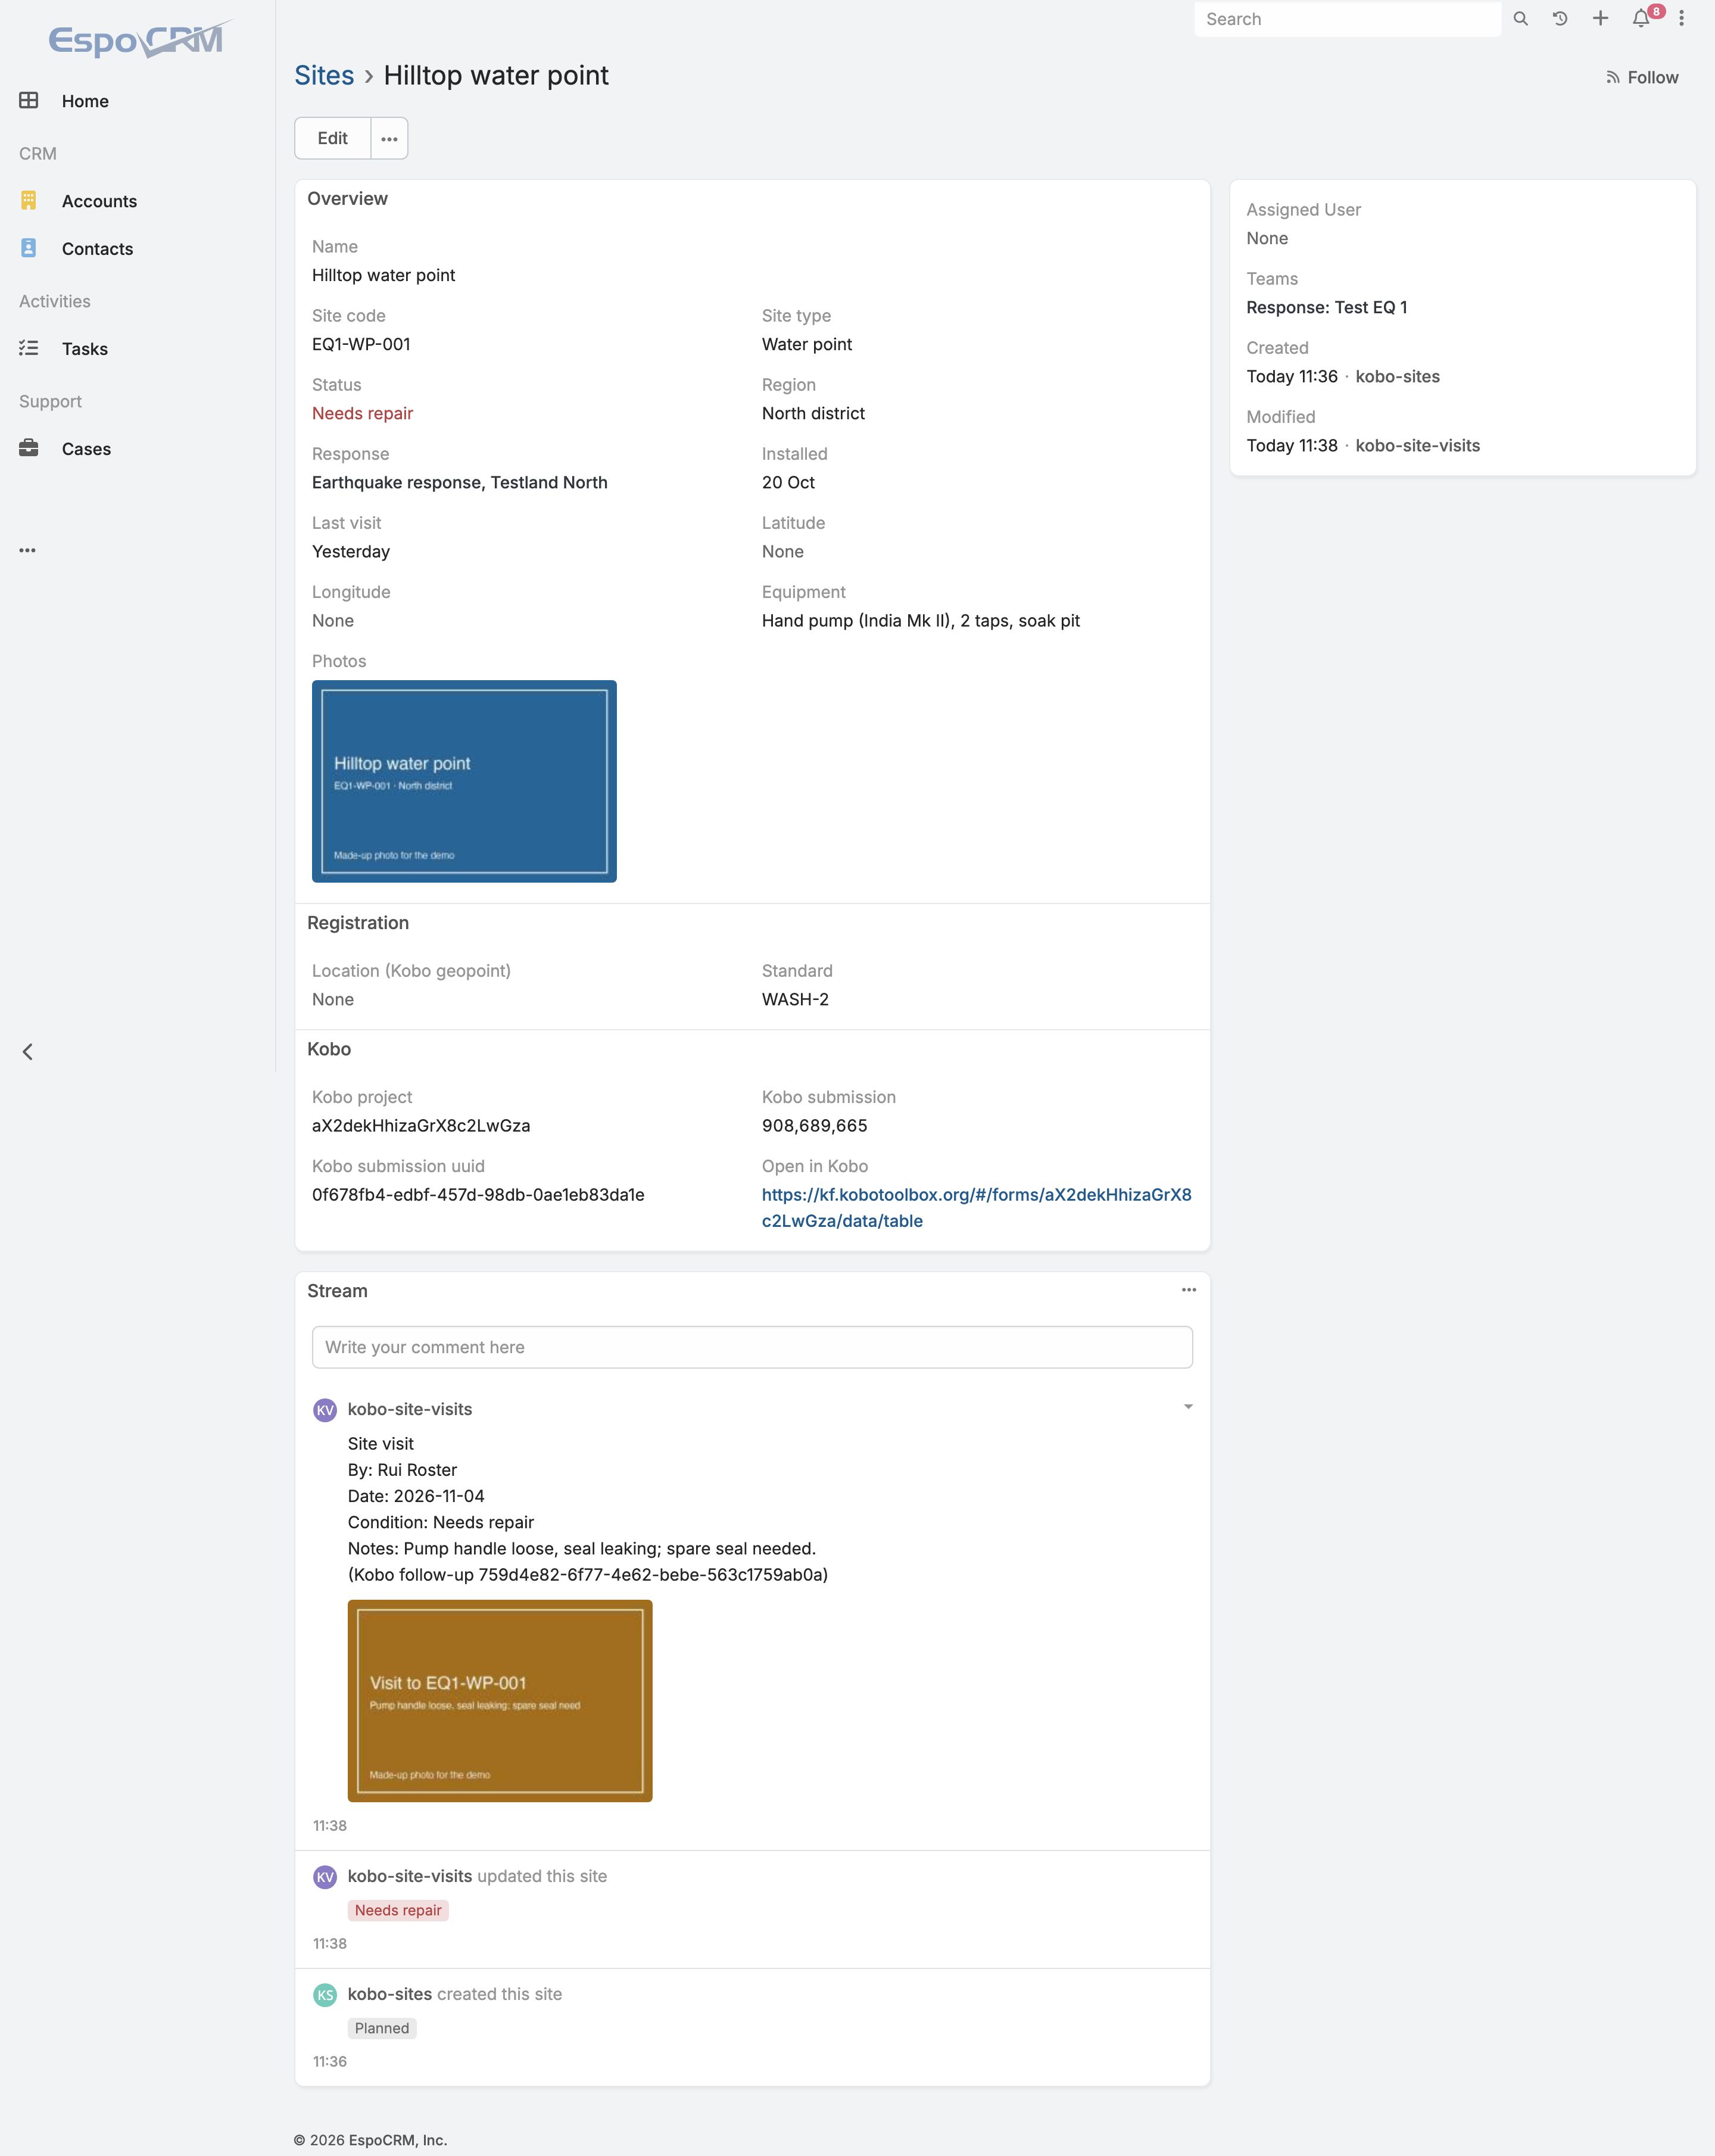 EspoCRM
Search
8
Home
CRM
Accounts
Contacts
Activities
Tasks
Support
Cases
Sites › Hilltop water point
Follow
Edit
Overview
Name
Hilltop water point
Site code
EQ1-WP-001
Site type
Water point
Status
Needs repair
Region
North district
Response
Earthquake response, Testland North
Installed
20 Oct
Last visit
Yesterday
Latitude
None
Longitude
None
Equipment
Hand pump (India Mk II), 2 taps, soak pit
Photos
Hilltop water point
EQ1-WP-001 · North district
Made-up photo for the demo
Registration
Location (Kobo geopoint)
None
Standard
WASH-2
Kobo
Kobo project
aX2dekHhizaGrX8c2LwGza
Kobo submission
908,689,665
Kobo submission uuid
0f678fb4-edbf-457d-98db-0ae1eb83da1e
Open in Kobo
https://kf.kobotoolbox.org/#/forms/aX2dekHhizaGrX8
c2LwGza/data/table
Assigned User
None
Teams
Response: Test EQ 1
Created
Today 11:36 · kobo-sites
Modified
Today 11:38 · kobo-site-visits
Stream
Write your comment here
KV kobo-site-visits
Site visit
By: Rui Roster
Date: 2026-11-04
Condition: Needs repair
Notes: Pump handle loose, seal leaking; spare seal needed.
(Kobo follow-up 759d4e82-6f77-4e62-bebe-563c1759ab0a)
Visit to EQ1-WP-001
Pump handle loose, seal leaking; spare seal need
Made-up photo for the demo
11:38
KV kobo-site-visits updated this site
Needs repair
11:38
KS kobo-sites created this site
Planned
11:36
© 2026 EspoCRM, Inc.